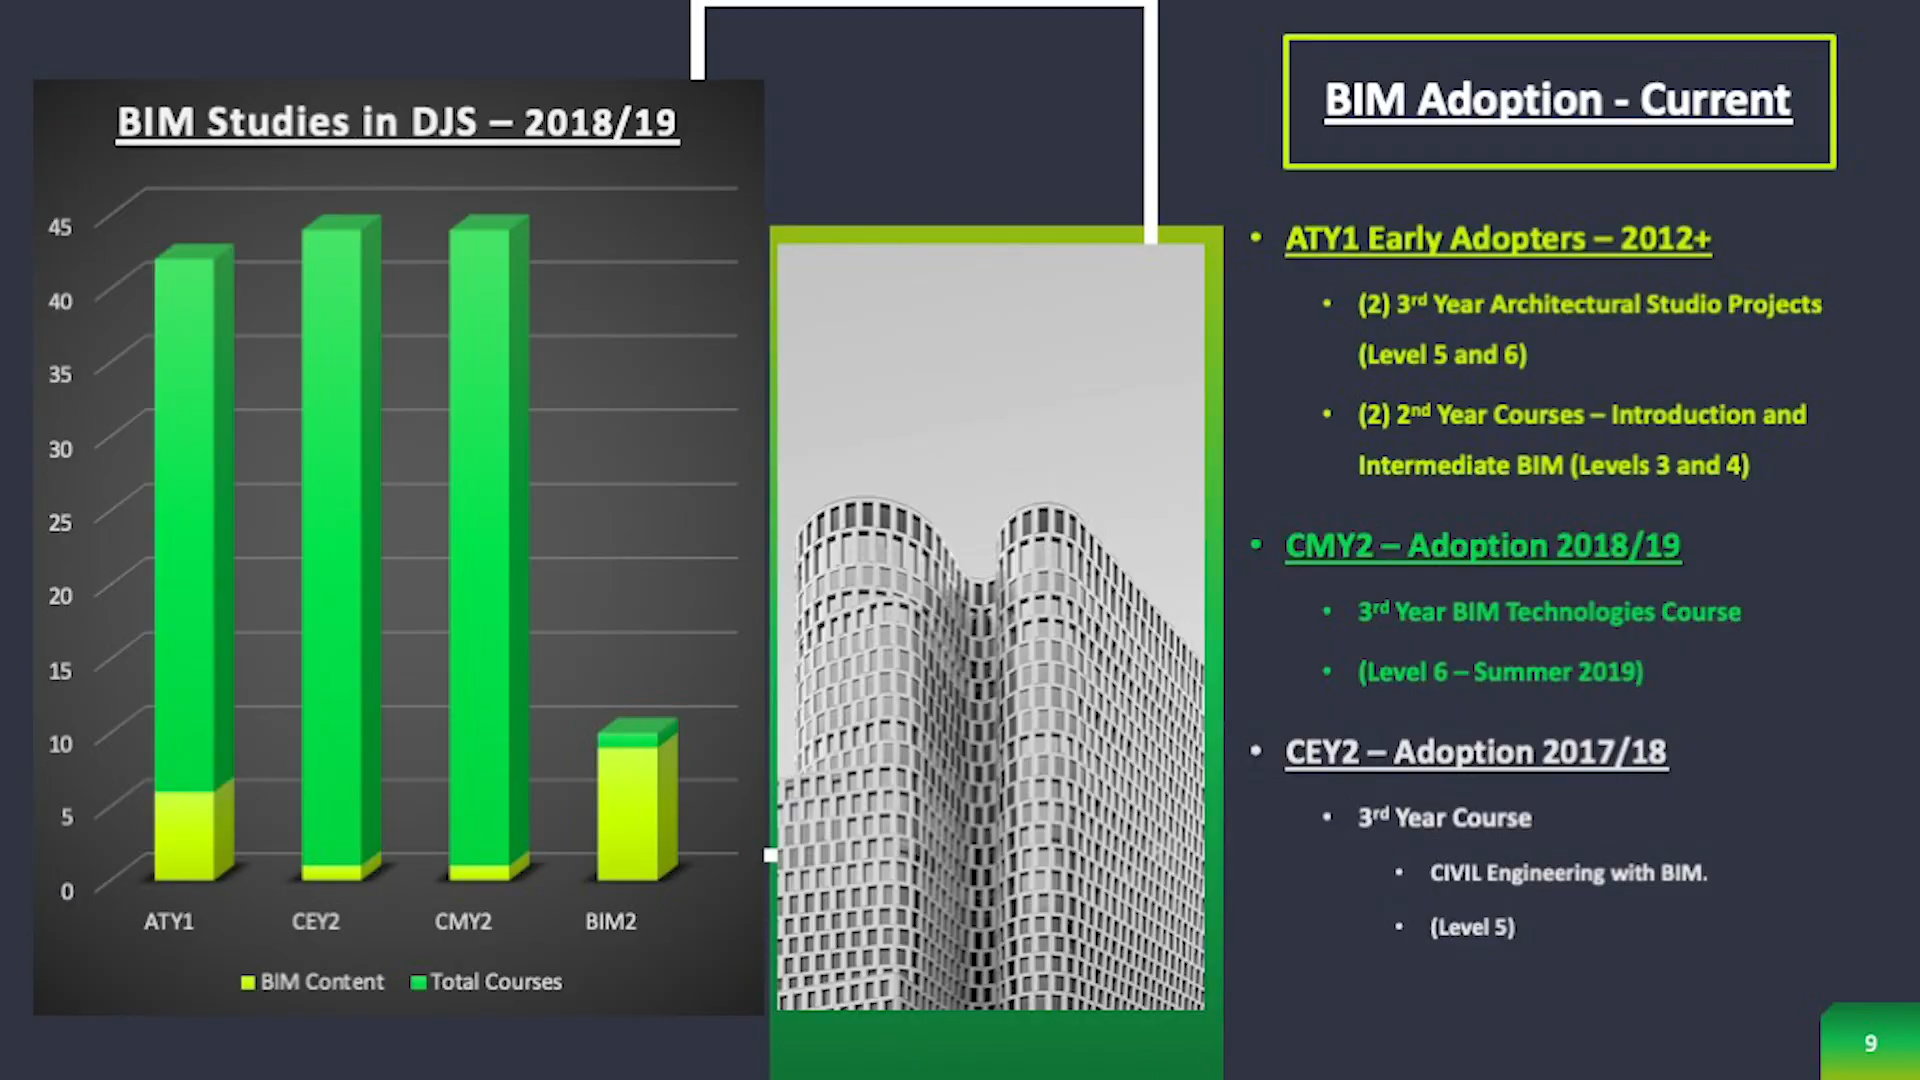 BIM Studies in DJS – 2018/19
45
40
35
30
25
20
15
10
5
0
ATY1 CEY2 CMY2 BIM2
BIM Content Total Courses
BIM Adoption - Current
• ATY1 Early Adopters – 2012+
• (2) 3rd Year Architectural Studio Projects
(Level 5 and 6)
• (2) 2nd Year Courses – Introduction and
Intermediate BIM (Levels 3 and 4)
• CMY2 – Adoption 2018/19
• 3rd Year BIM Technologies Course
• (Level 6 – Summer 2019)
• CEY2 – Adoption 2017/18
• 3rd Year Course
• CIVIL Engineering with BIM.
• (Level 5)
9